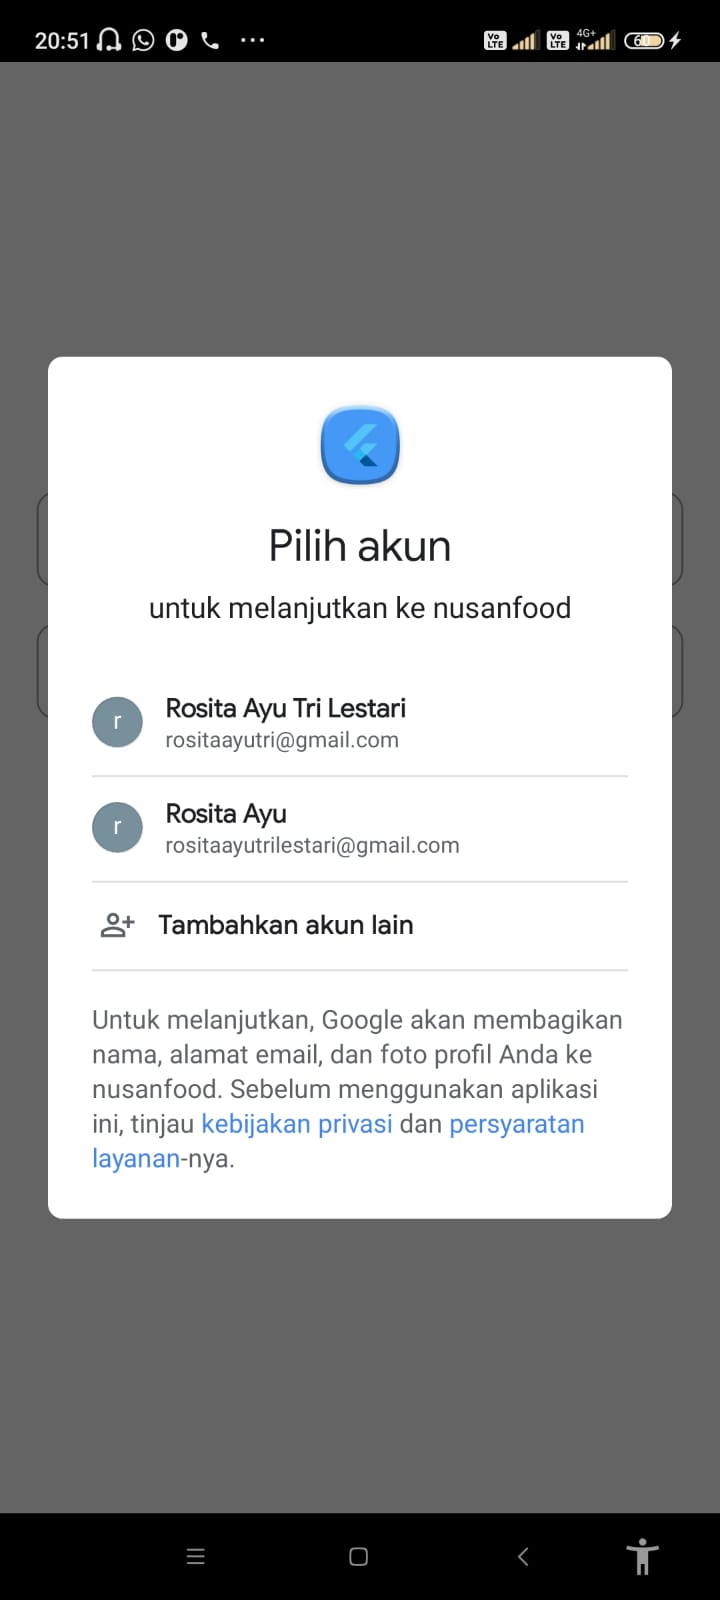 20:51
Vo LTE Vo LTE 4G+ 60
Pilih akun
untuk melanjutkan ke nusanfood
r
Rosita Ayu Tri Lestari
rositaayutri@gmail.com
r
Rosita Ayu
rositaayutrilestari@gmail.com
Tambahkan akun lain
Untuk melanjutkan, Google akan membagikan
nama, alamat email, dan foto profil Anda ke
nusanfood. Sebelum menggunakan aplikasi
ini, tinjau kebijakan privasi dan persyaratan
layanan-nya.